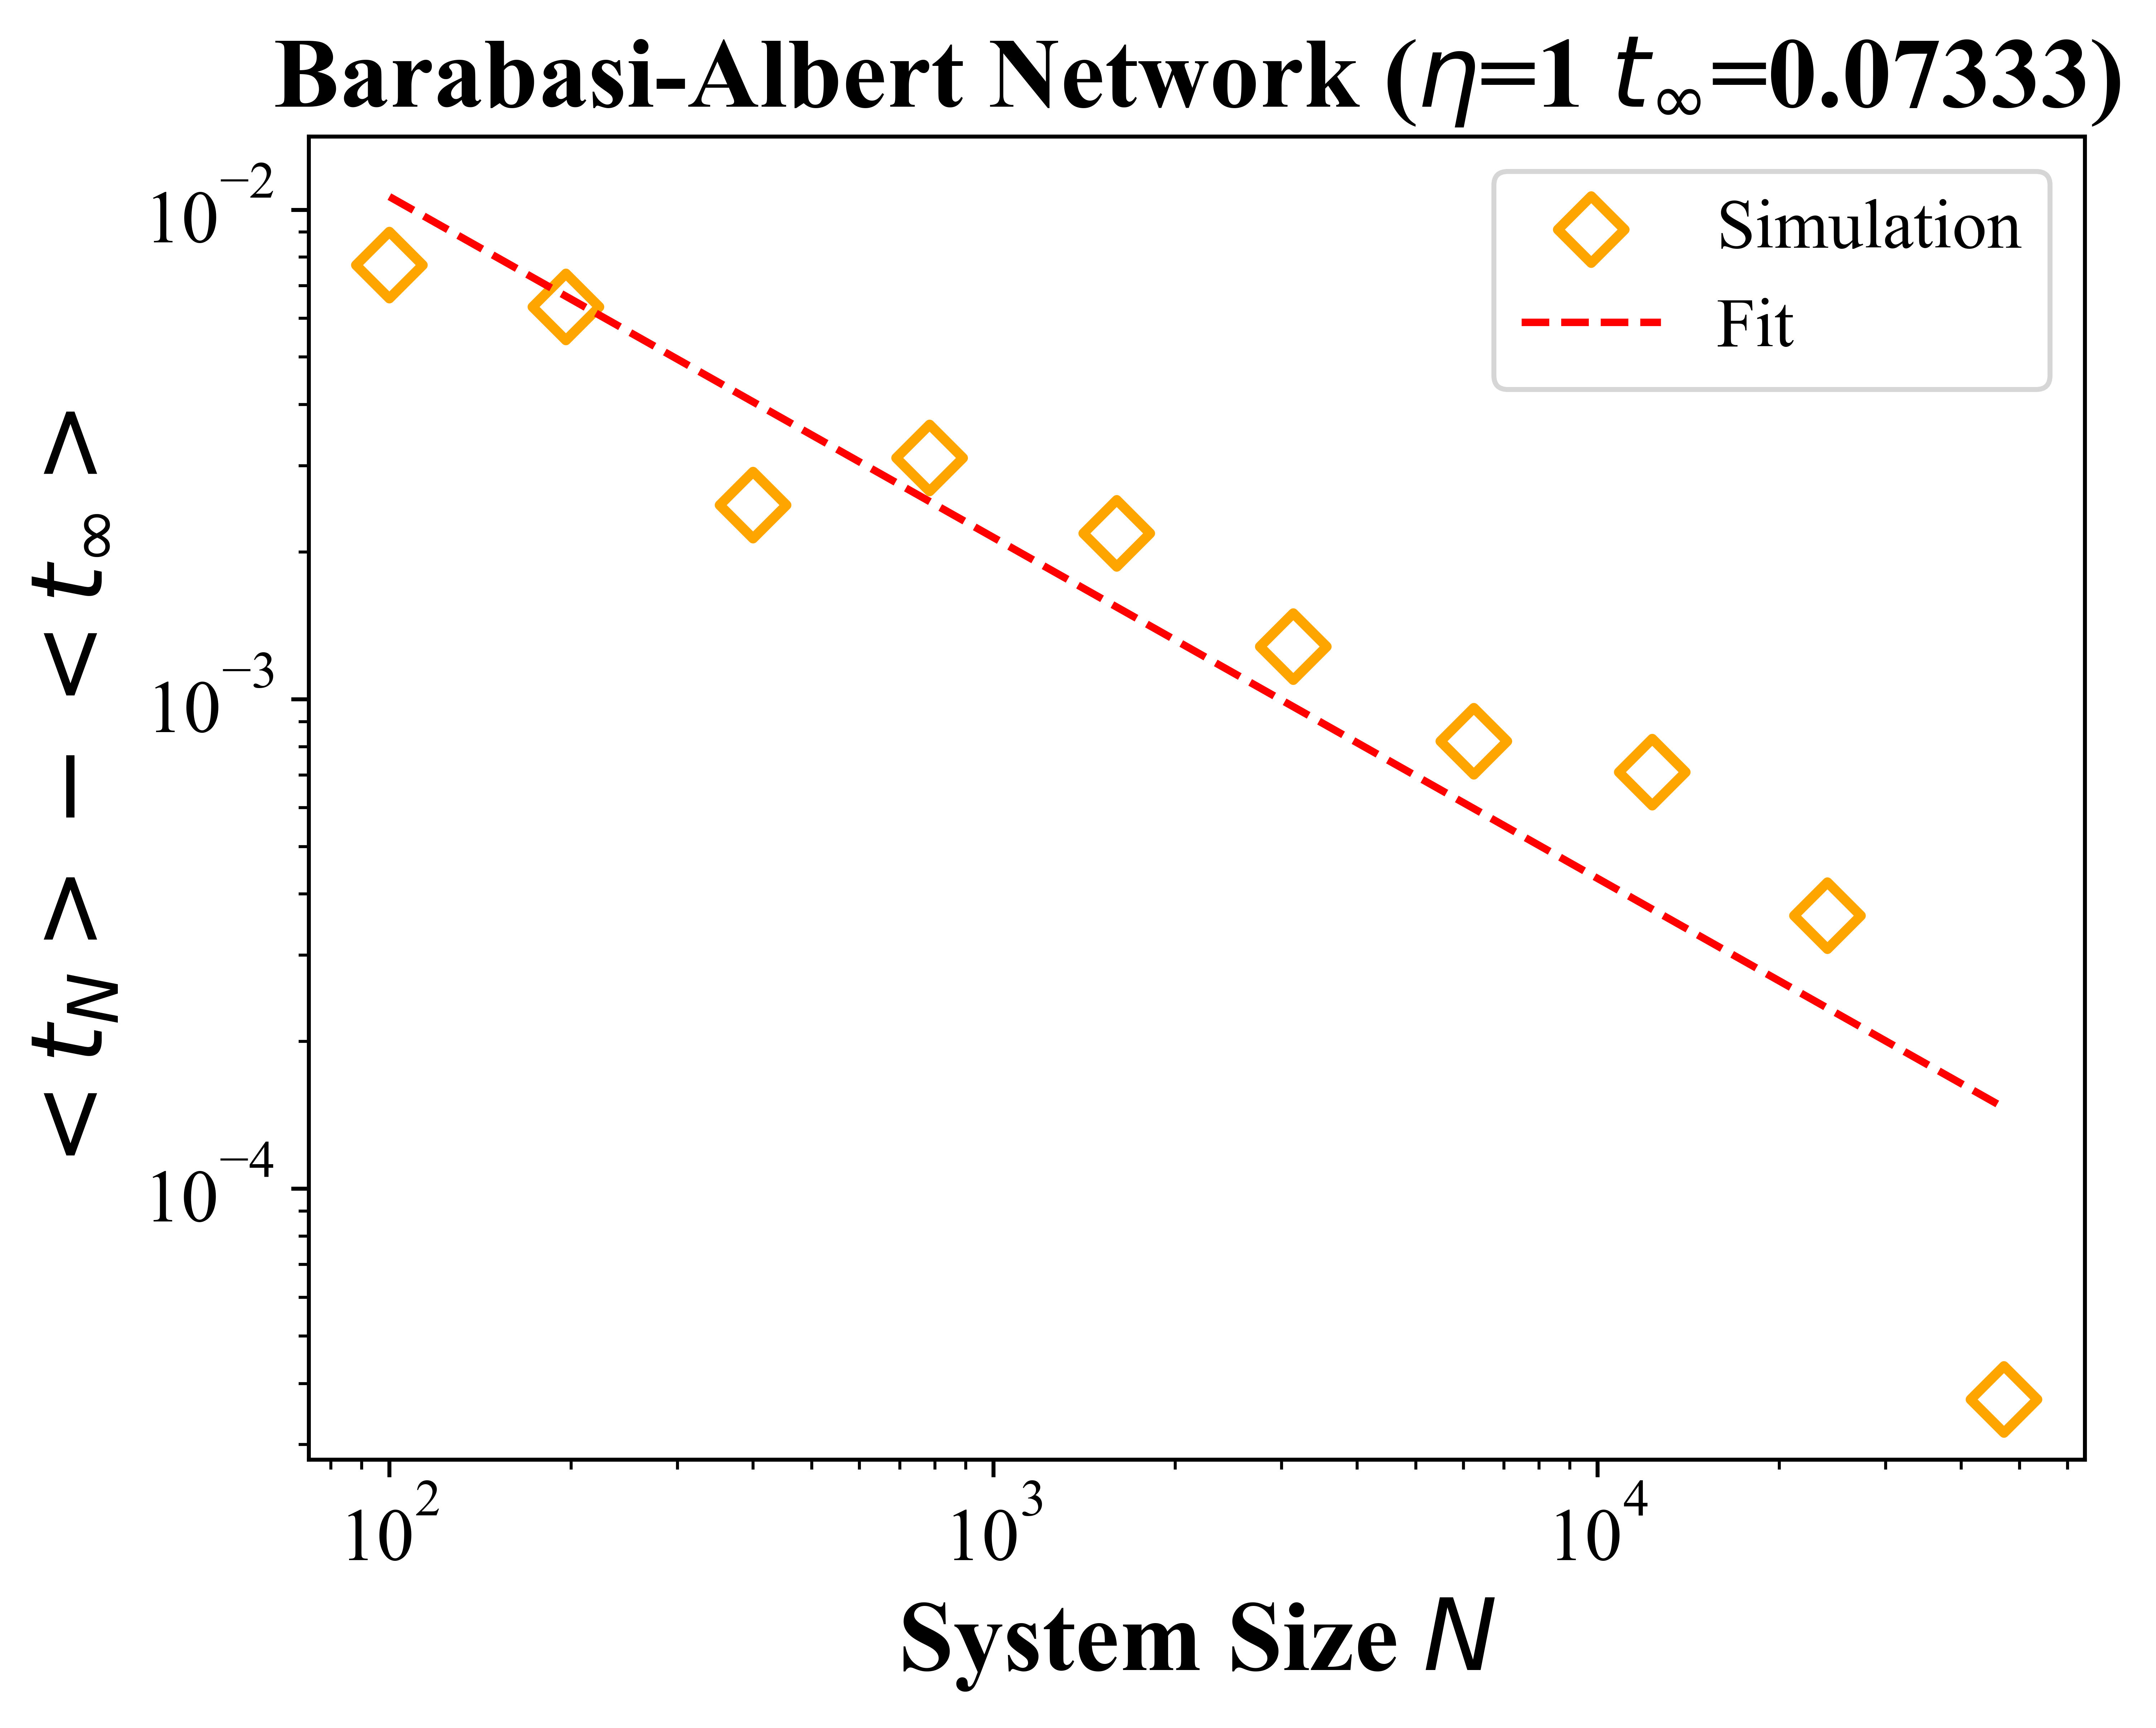 Barabasi-Albert Network (η=1 t∞=0.07333)
Simulation
Fit
10−2
10−3
10−4
< tN > − < t∞ >
102
103
104
System Size N